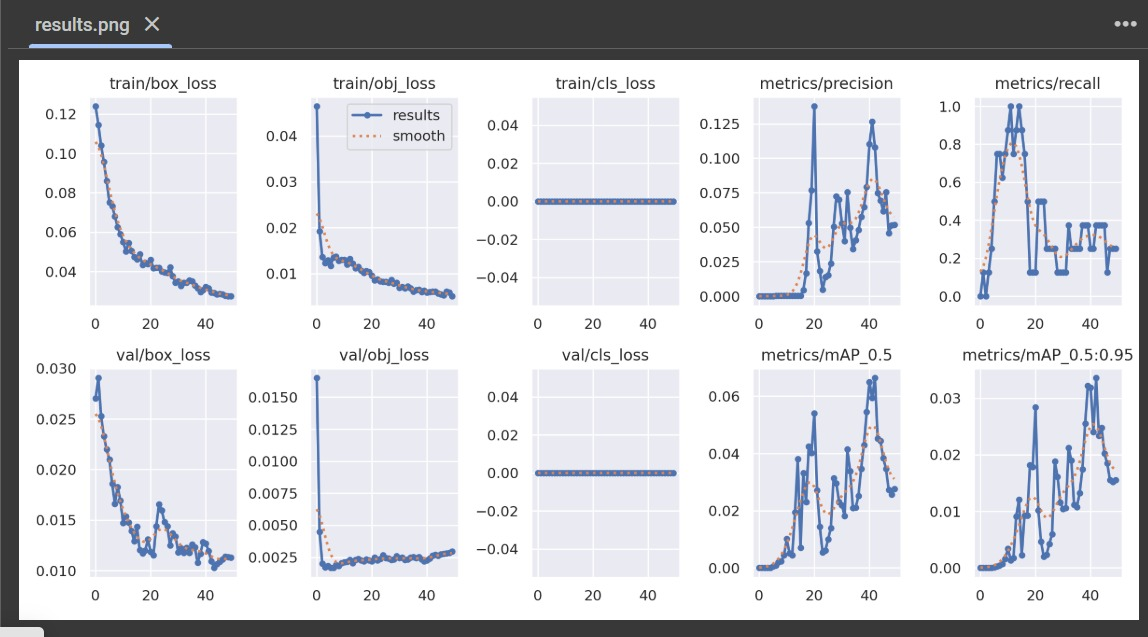 results.png
train/box_loss
train/obj_loss
train/cls_loss
metrics/precision
metrics/recall
0.12
0.10
0.08
0.06
0.04
0 20 40
results
smooth
0.04
0.03
0.02
0.01
0 20 40
0.04
0.02
0.00
−0.02
−0.04
0 20 40
0.125
0.100
0.075
0.050
0.025
0.000
0 20 40
1.0
0.8
0.6
0.4
0.2
0.0
0 20 40
val/box_loss
val/obj_loss
val/cls_loss
metrics/mAP_0.5
metrics/mAP_0.5:0.95
0.030
0.025
0.020
0.015
0.010
0 20 40
0.0150
0.0125
0.0100
0.0075
0.0050
0.0025
0 20 40
0.04
0.02
0.00
−0.02
−0.04
0 20 40
0.06
0.04
0.02
0.00
0 20 40
0.03
0.02
0.01
0.00
0 20 40